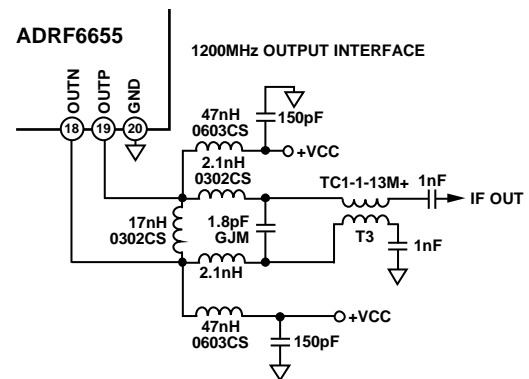 ADRF6655
1200MHz OUTPUT INTERFACE
OUTN
OUTP
GND
18
19
20
47nH
0603CS
150pF
+VCC
2.1nH
0302CS
TC1-1-13M+
1nF
IF OUT
17nH
0302CS
1.8pF
GJM
T3
1nF
2.1nH
+VCC
47nH
0603CS
150pF